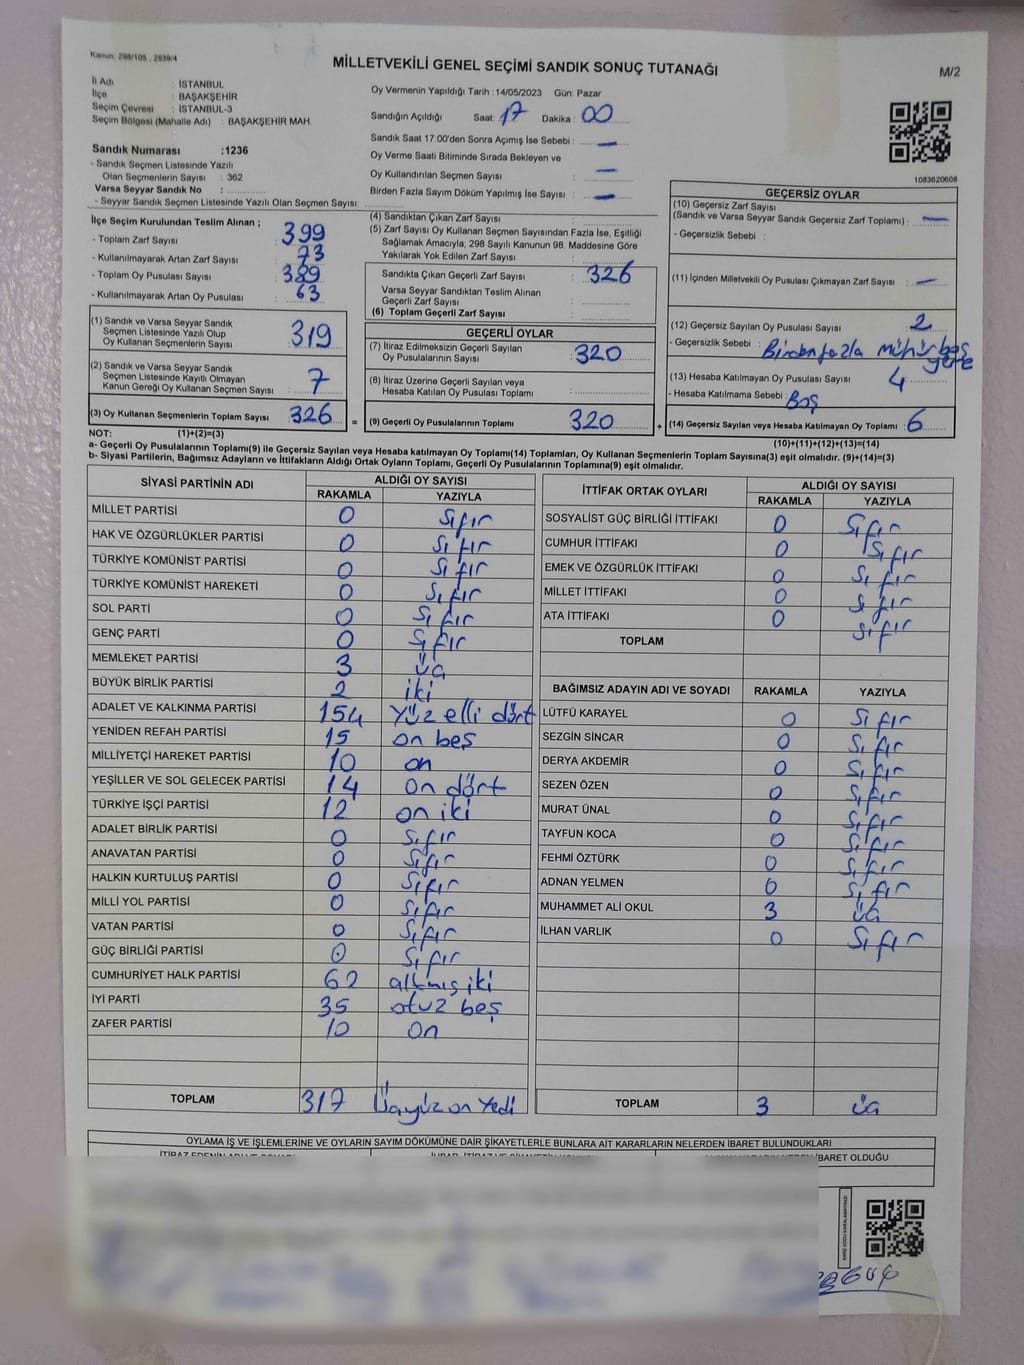 Kanun: 298/105 , 2839/4
MİLLETVEKİLİ GENEL SEÇİMİ SANDIK SONUÇ TUTANAĞI
M/2
İl Adı : İSTANBUL
İlçe : BAŞAKŞEHİR
Seçim Çevresi : İSTANBUL-3
Seçim Bölgesi (Mahalle Adı) : BAŞAKŞEHİR MAH.
Oy Vermenin Yapıldığı Tarih :14/05/2023 Gün: Pazar
Sandığın Açıldığı Saat: 17 Dakika : 00
Sandık Saat 17.00'den Sonra Açımış İse Sebebi : —
Oy Verme Saati Bitiminde Sırada Bekleyen ve
Oy Kullandırılan Seçmen Sayısı : —
Birden Fazla Sayım Döküm Yapılmış İse Sayısı : —
Sandık Numarası :1236
- Sandık Seçmen Listesinde Yazılı
Olan Seçmenlerin Sayısı : 362
Varsa Seyyar Sandık No :
- Seyyar Sandık Seçmen Listesinde Yazılı Olan Seçmen Sayısı:
1083620608
İlçe Seçim Kurulundan Teslim Alınan ;
- Toplam Zarf Sayısı : 399
- Kullanılmayarak Artan Zarf Sayısı : 73
- Toplam Oy Pusulası Sayısı : 389
- Kullanılmayarak Artan Oy Pusulası : 63
(4) Sandıktan Çıkan Zarf Sayısı :
(5) Zarf Sayısı Oy Kullanan Seçmen Sayısından Fazla İse, Eşitliği
Sağlamak Amacıyla, 298 Sayılı Kanunun 98. Maddesine Göre
Yakılarak Yok Edilen Zarf Sayısı :
Sandıkta Çıkan Geçerli Zarf Sayısı : 326
Varsa Seyyar Sandıktan Teslim Alınan
Geçerli Zarf Sayısı :
(6) Toplam Geçerli Zarf Sayısı :
GEÇERSİZ OYLAR
(10) Geçersiz Zarf Sayısı
(Sandık ve Varsa Seyyar Sandık Geçersiz Zarf Toplamı) : —
- Geçersizlik Sebebi :
(11) İçinden Milletvekili Oy Pusulası Çıkmayan Zarf Sayısı : —
(12) Geçersiz Sayılan Oy Pusulası Sayısı : 2
- Geçersizlik Sebebi : Birden fazla mühür boş yere
(13) Hesaba Katılmayan Oy Pusulası Sayısı : 4
- Hesaba Katılmama Sebebi : Boş
(14) Geçersiz Sayılan veya Hesaba Katılmayan Oy Toplamı : 6
(10)+(11)+(12)+(13)=(14)
(1) Sandık ve Varsa Seyyar Sandık
Seçmen Listesinde Yazılı Olup
Oy Kullanan Seçmenlerin Sayısı : 319
(2) Sandık ve Varsa Seyyar Sandık
Seçmen Listesinde Kayıtlı Olmayan
Kanun Gereği Oy Kullanan Seçmen Sayısı : 7
(3) Oy Kullanan Seçmenlerin Toplam Sayısı : 326 =
GEÇERLİ OYLAR
(7) İtiraz Edilmeksizin Geçerli Sayılan
Oy Pusulalarının Sayısı : 320
(8) İtiraz Üzerine Geçerli Sayılan veya
Hesaba Katılan Oy Pusulası Toplamı :
(9) Geçerli Oy Pusulalarının Toplamı : 320 +
NOT: (1)+(2)=(3)
a- Geçerli Oy Pusulalarının Toplamı(9) ile Geçersiz Sayılan veya Hesaba Katılmayan Oy Toplamı(14) Toplamları, Oy Kullanan Seçmenlerin Toplam Sayısına(3) eşit olmalıdır. (9)+(14)=(3)
b- Siyasi Partilerin, Bağımsız Adayların ve İttifakların Aldığı Ortak Oyların Toplamı, Geçerli Oy Pusulalarının Toplamına(9) eşit olmalıdır.
SİYASİ PARTİNİN ADI ALDIĞI OY SAYISI
RAKAMLA YAZIYLA
MİLLET PARTİSİ 0 Sıfır
HAK VE ÖZGÜRLÜKLER PARTİSİ 0 Sıfır
TÜRKİYE KOMÜNİST PARTİSİ 0 Sıfır
TÜRKİYE KOMÜNİST HAREKETİ 0 Sıfır
SOL PARTİ 0 Sıfır
GENÇ PARTİ 0 Sıfır
MEMLEKET PARTİSİ 3 üç
BÜYÜK BİRLİK PARTİSİ 2 iki
ADALET VE KALKINMA PARTİSİ 154 Yüz elli dört
YENİDEN REFAH PARTİSİ 15 on beş
MİLLİYETÇİ HAREKET PARTİSİ 10 on
YEŞİLLER VE SOL GELECEK PARTİSİ 14 on dört
TÜRKİYE İŞÇİ PARTİSİ 12 on iki
ADALET BİRLİK PARTİSİ 0 Sıfır
ANAVATAN PARTİSİ 0 Sıfır
HALKIN KURTULUŞ PARTİSİ 0 Sıfır
MİLLİ YOL PARTİSİ 0 Sıfır
VATAN PARTİSİ 0 Sıfır
GÜÇ BİRLİĞİ PARTİSİ 0 Sıfır
CUMHURİYET HALK PARTİSİ 62 altmış iki
İYİ PARTİ 35 otuz beş
ZAFER PARTİSİ 10 on
TOPLAM 317 Üçyüz on Yedi
İTTİFAK ORTAK OYLARI ALDIĞI OY SAYISI
RAKAMLA YAZIYLA
SOSYALİST GÜÇ BİRLİĞİ İTTİFAKI 0 Sıfır
CUMHUR İTTİFAKI 0 Sıfır
EMEK VE ÖZGÜRLÜK İTTİFAKI 0 Sıfır
MİLLET İTTİFAKI 0 Sıfır
ATA İTTİFAKI 0 Sıfır
TOPLAM
BAĞIMSIZ ADAYIN ADI VE SOYADI RAKAMLA YAZIYLA
LÜTFÜ KARAYEL 0 Sıfır
SEZGİN SİNCAR 0 Sıfır
DERYA AKDEMİR 0 Sıfır
SEZEN ÖZEN 0 Sıfır
MURAT ÜNAL 0 Sıfır
TAYFUN KOCA 0 Sıfır
FEHMİ ÖZTÜRK 0 Sıfır
ADNAN YELMEN 0 Sıfır
MUHAMMET ALİ OKUL 3 üç
İLHAN VARLIK 0 Sıfır
TOPLAM 3 üç
OYLAMA İŞ VE İŞLEMLERİNE VE OYLARIN SAYIM DÖKÜMÜNE DAİR ŞİKAYETLERLE BUNLARA AİT KARARLARIN NELERDEN İBARET BULUNDUKLARI
İBARET OLDUĞU
KARE KODU KARALAMAYINIZ!